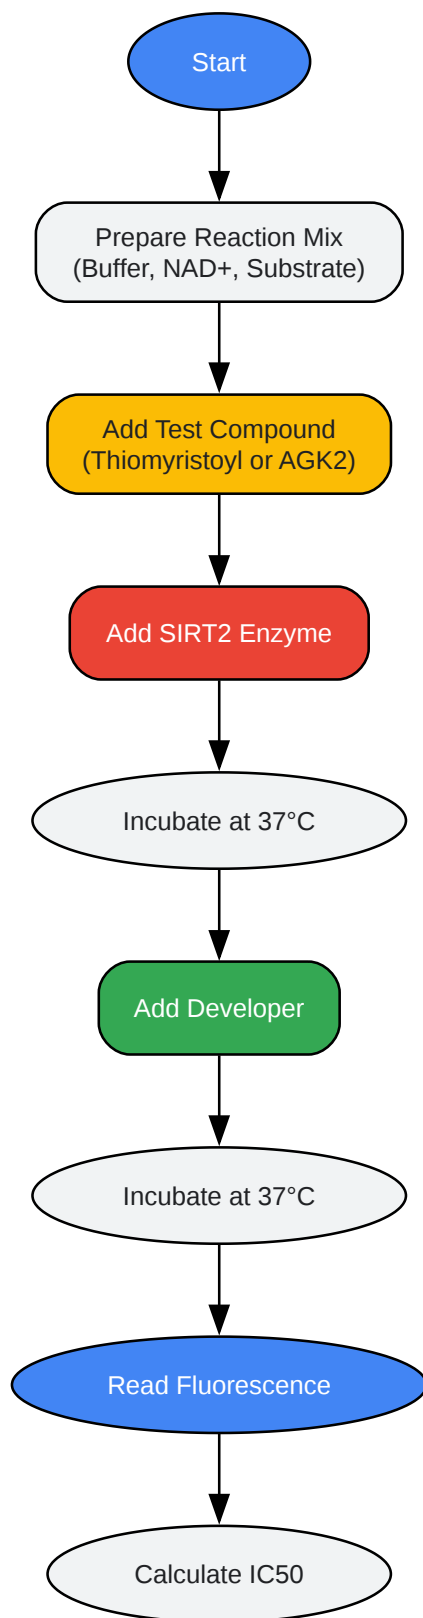 Start
Prepare Reaction Mix
(Buffer, NAD+, Substrate)
Add Test Compound
(Thiomyristoyl or AGK2)
Add SIRT2 Enzyme
Incubate at 37°C
Add Developer
Incubate at 37°C
Read Fluorescence
Calculate IC50